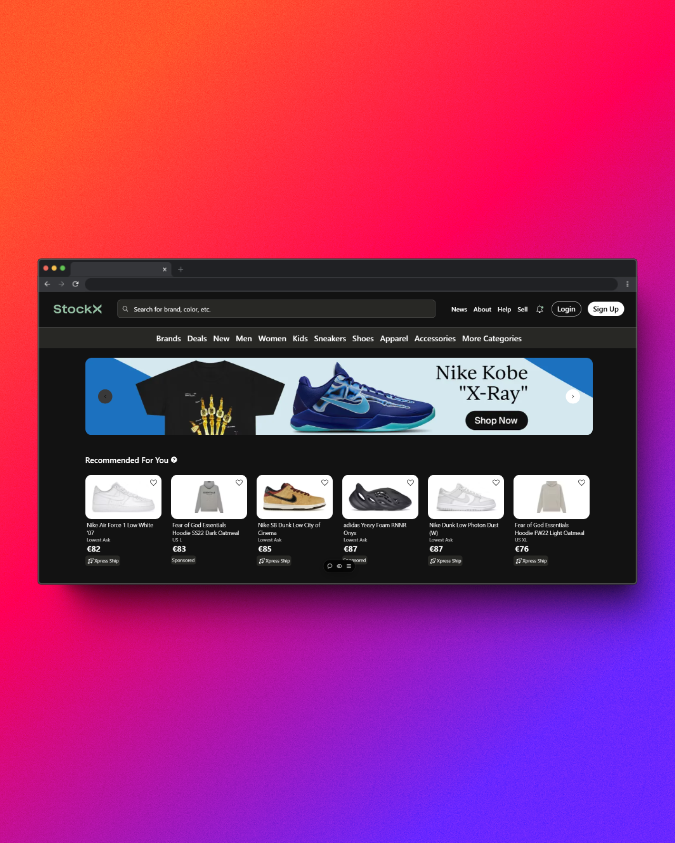 StockX
Search for brand, color, etc.
News About Help Sell Login Sign Up
Brands Deals New Men Women Kids Sneakers Shoes Apparel Accessories More Categories
Nike Kobe
"X-Ray"
Shop Now
Recommended For You
Nike Air Force 1 Low White
'07
Lowest Ask
€82
Xpress Ship
Fear of God Essentials
Hoodie SS22 Dark Oatmeal
US L
€83
Sponsored
Nike SB Dunk Low City of
Cinema
Lowest Ask
€85
Xpress Ship
adidas Yeezy Foam RNNR
Onyx
Lowest Ask
€87
Nike Dunk Low Photon Dust
(W)
Lowest Ask
€87
Xpress Ship
Fear of God Essentials
Hoodie FW22 Light Oatmeal
US XL
€76
Xpress Ship